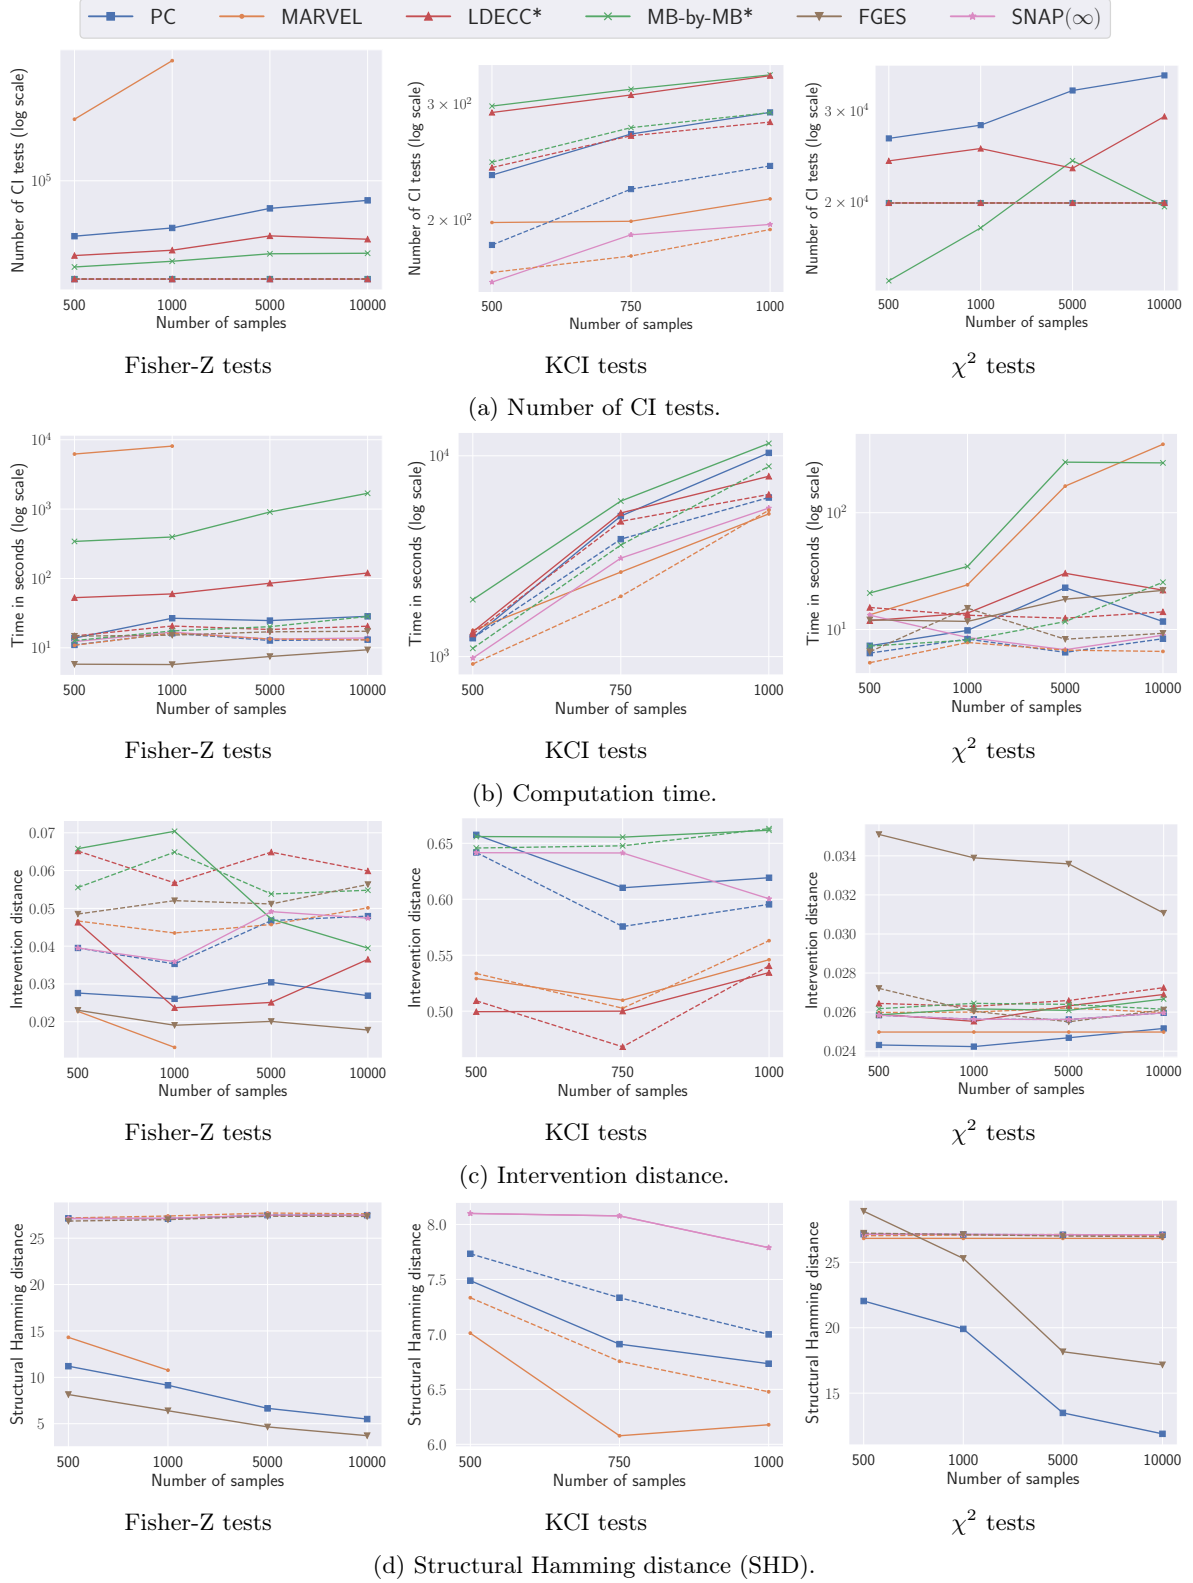 PC MARVEL LDECC* MB-by-MB* FGES SNAP(∞)
Number of CI tests (log scale)
10^5
500 1000 5000 10000
Number of samples
Fisher-Z tests
Number of CI tests (log scale)
3 × 10^2
2 × 10^2
500 750 1000
Number of samples
KCI tests
Number of CI tests (log scale)
3 × 10^4
2 × 10^4
500 1000 5000 10000
Number of samples
χ² tests
(a) Number of CI tests.
Time in seconds (log scale)
10^4
10^3
10^2
10^1
500 1000 5000 10000
Number of samples
Fisher-Z tests
Time in seconds (log scale)
10^4
10^3
500 750 1000
Number of samples
KCI tests
Time in seconds (log scale)
10^2
10^1
500 1000 5000 10000
Number of samples
χ² tests
(b) Computation time.
Intervention distance
0.07
0.06
0.05
0.04
0.03
0.02
500 1000 5000 10000
Number of samples
Fisher-Z tests
Intervention distance
0.65
0.60
0.55
0.50
500 750 1000
Number of samples
KCI tests
Intervention distance
0.034
0.032
0.030
0.028
0.026
0.024
500 1000 5000 10000
Number of samples
χ² tests
(c) Intervention distance.
Structural Hamming distance
25
20
15
10
5
500 1000 5000 10000
Number of samples
Fisher-Z tests
Structural Hamming distance
8.0
7.5
7.0
6.5
6.0
500 750 1000
Number of samples
KCI tests
Structural Hamming distance
25
20
15
500 1000 5000 10000
Number of samples
χ² tests
(d) Structural Hamming distance (SHD).